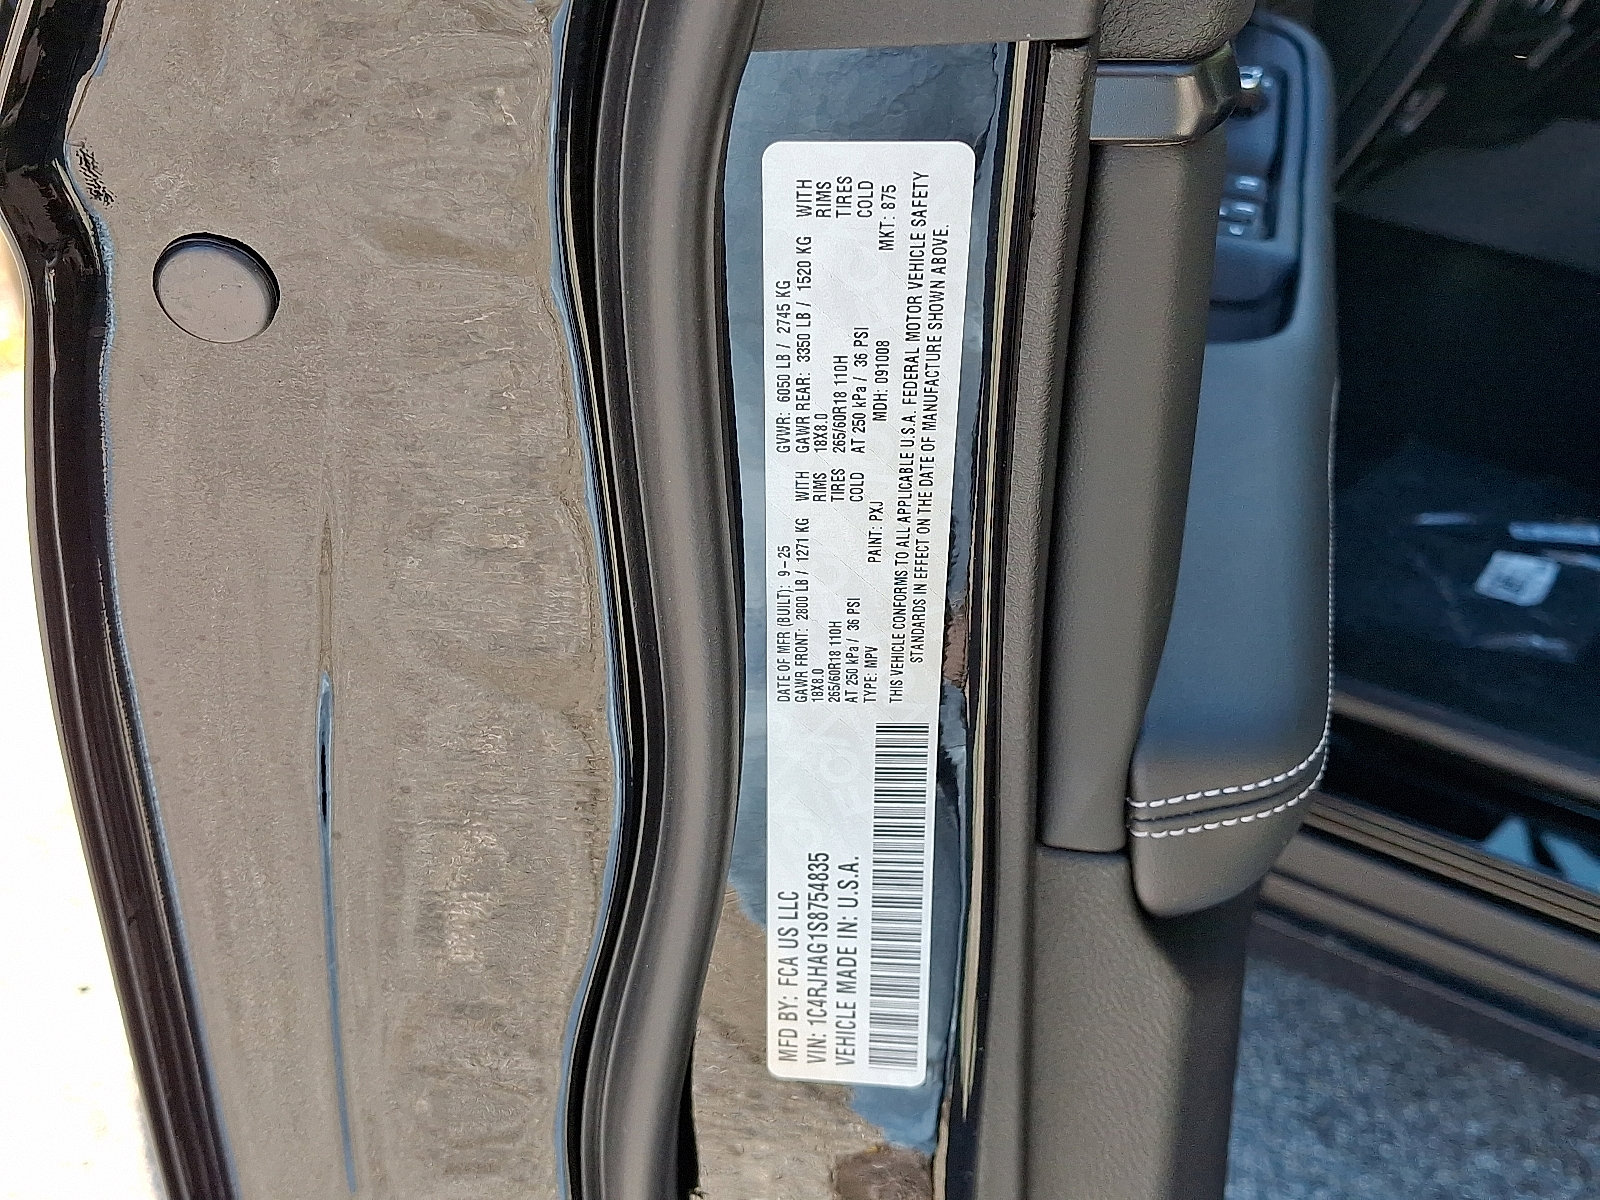 MFD BY: FCA US LLC
VIN: 1C4RJHAG1S8754835
VEHICLE MADE IN: U.S.A.
DATE OF MFR (BUILT): 9-25 GVWR: 6050 LB / 2745 KG
GAWR FRONT: 2800 LB / 1271 KG WITH GAWR REAR: 3350 LB / 1520 KG WITH
18X8.0 RIMS 18X8.0 RIMS
265/60R18 110H TIRES 265/60R18 110H TIRES
AT 250 kPa / 36 PSI COLD AT 250 kPa / 36 PSI COLD
TYPE: MPV PAINT: PXJ MDH: 091008 MKT: 875
THIS VEHICLE CONFORMS TO ALL APPLICABLE U.S.A. FEDERAL MOTOR VEHICLE SAFETY
STANDARDS IN EFFECT ON THE DATE OF MANUFACTURE SHOWN ABOVE.